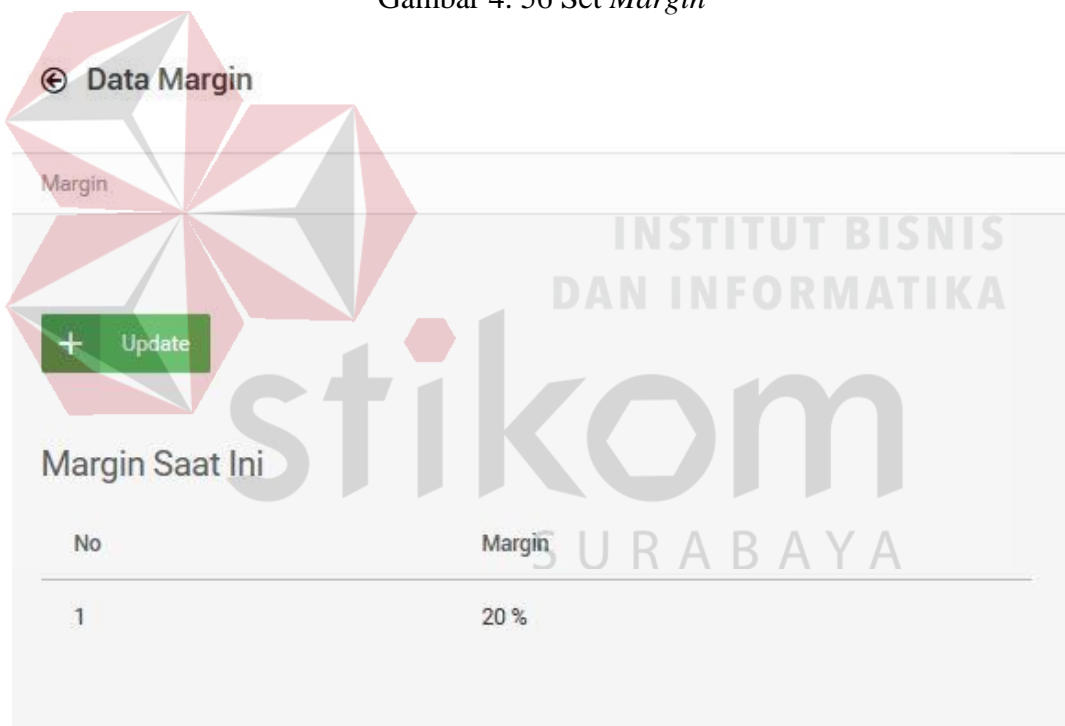 Gambar 4. 56 Set Margin
Data Margin
Margin
INSTITUT BISNIS
DAN INFORMATIKA
+ Update
stikom
Margin Saat Ini
SURABAYA
No Margin
1 20 %